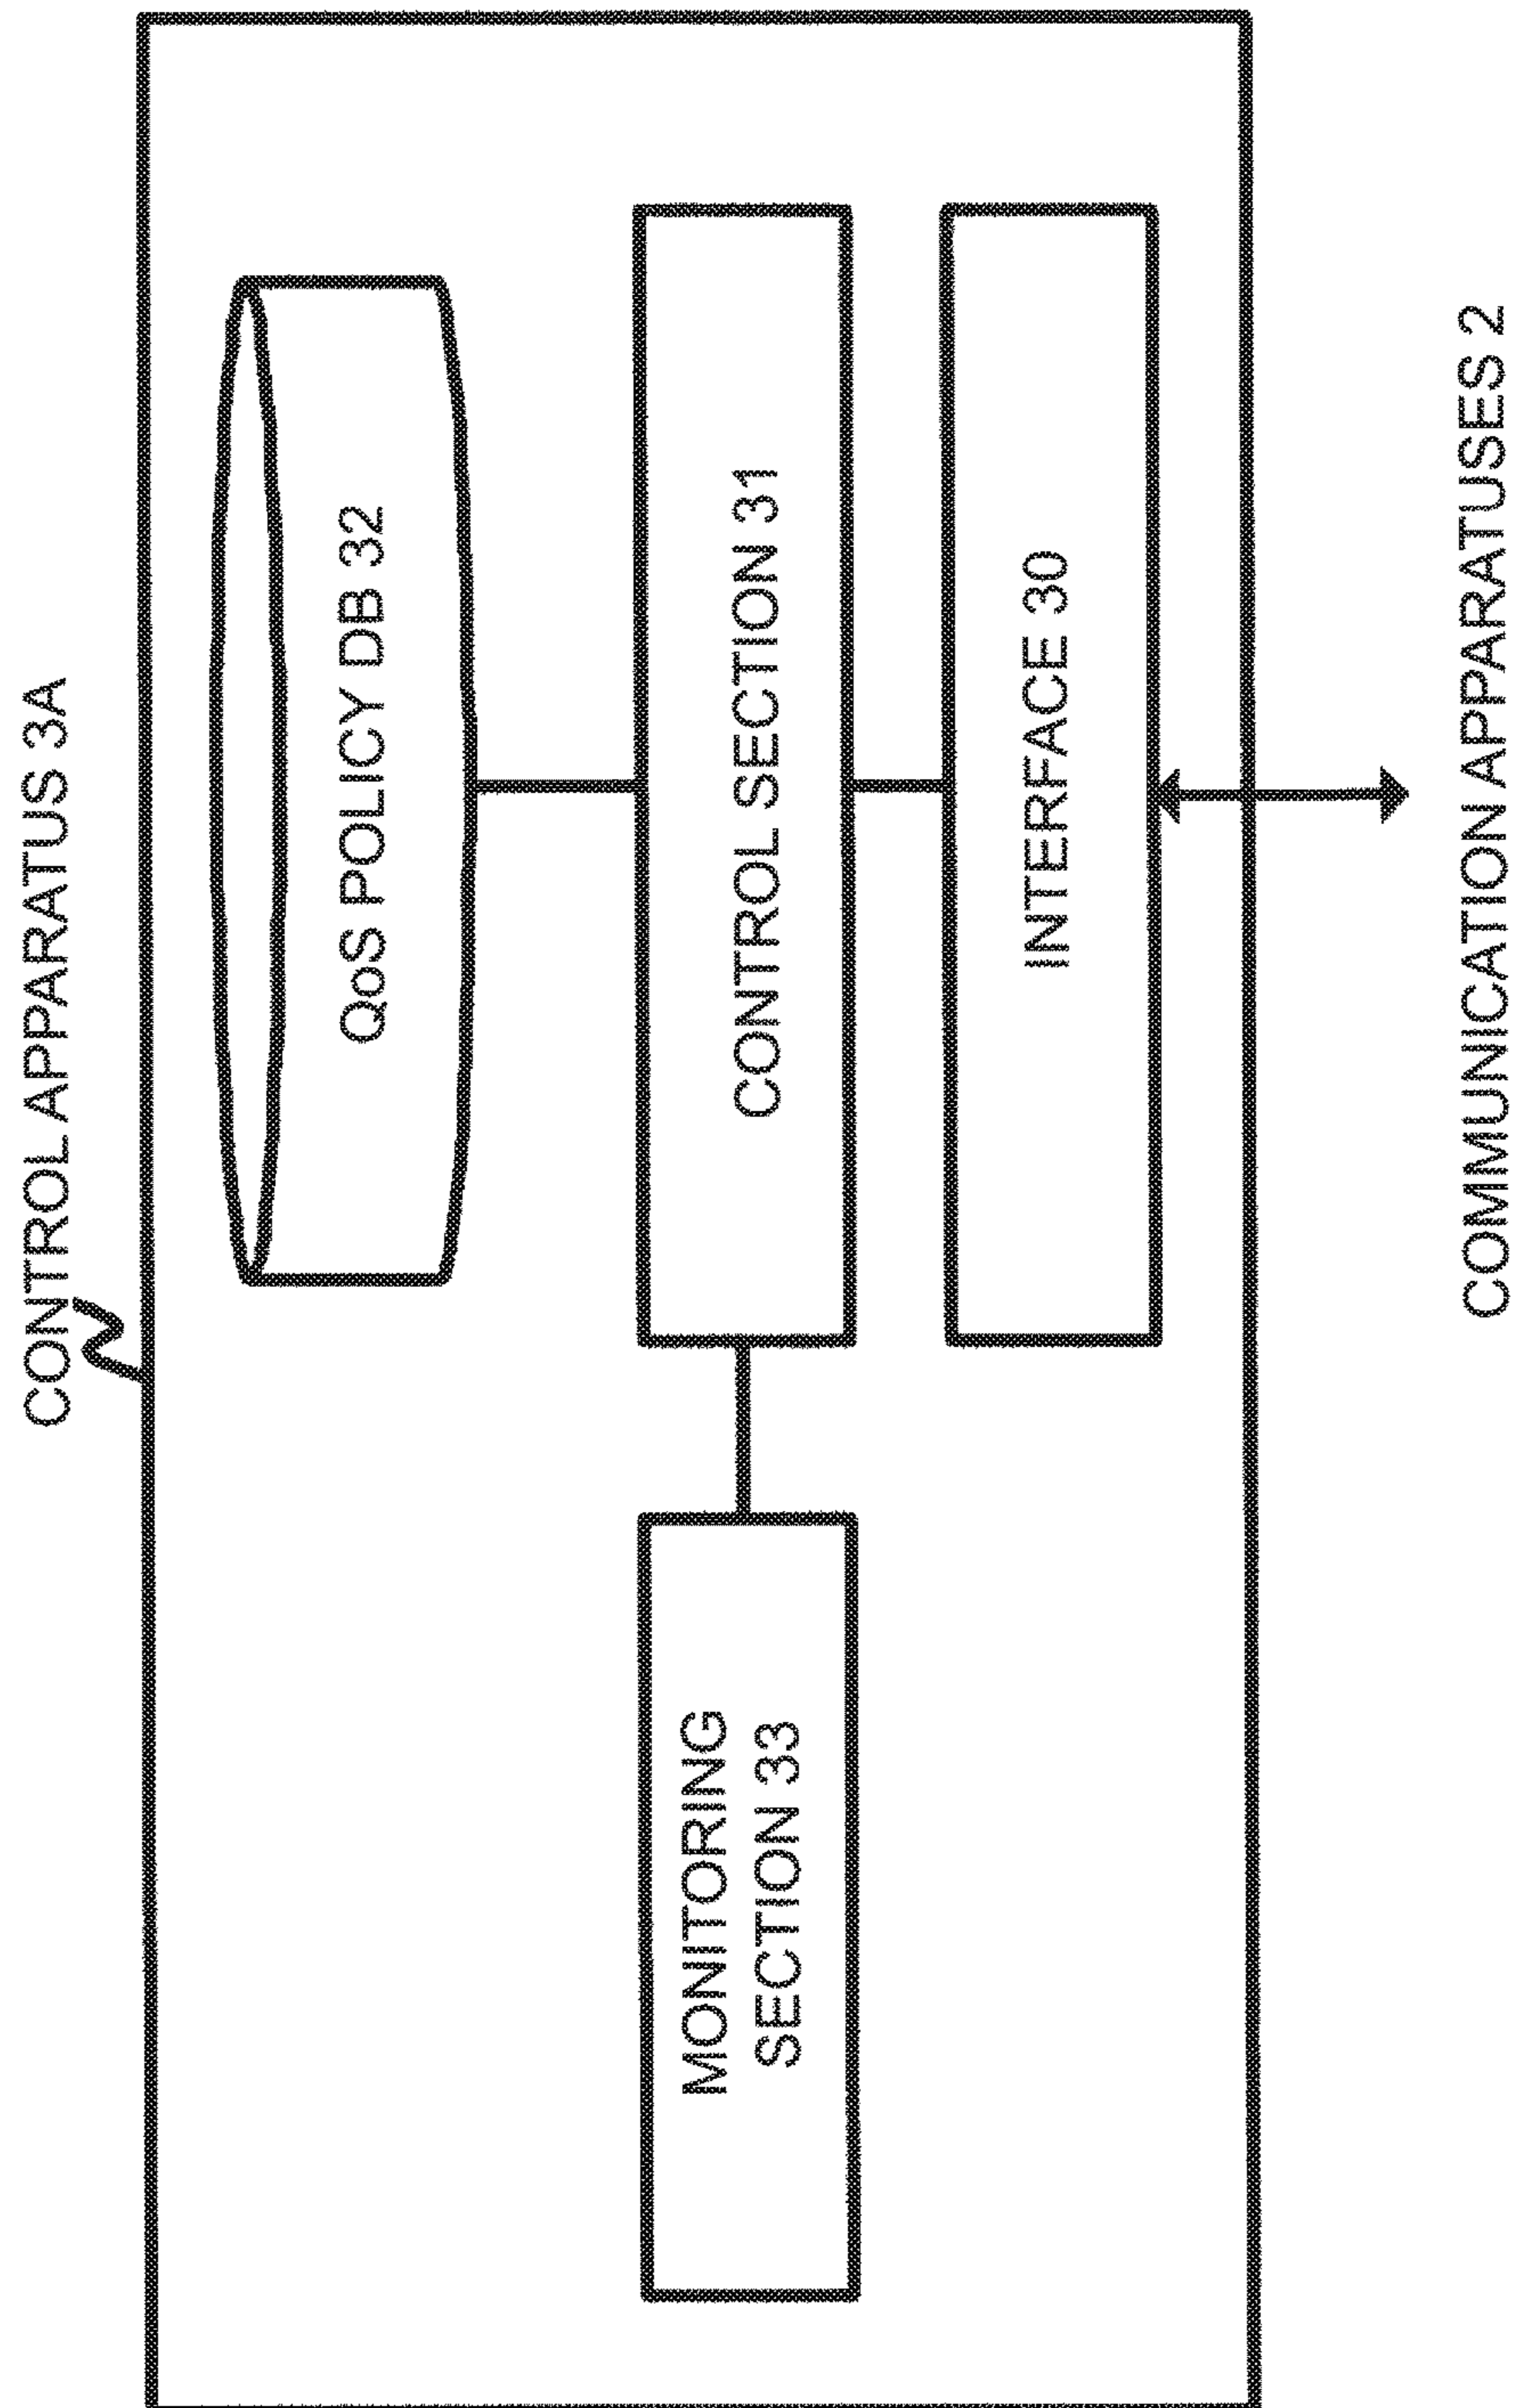 CONTROL APPARATUS 3A
QoS POLICY DB 32
MONITORING
SECTION 33
CONTROL SECTION 31
INTERFACE 30
COMMUNICATION APPARATUSES 2